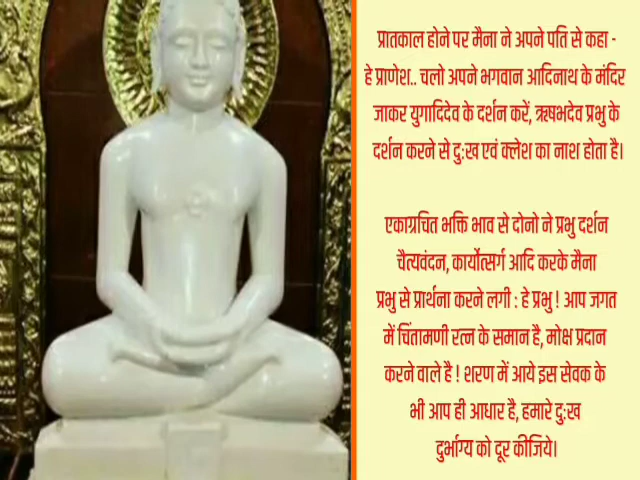 प्रातकाल होने पर मैना ने अपने पति से कहा -
हे प्राणेश.. चलो अपने भगवान आदिनाथ के मंदिर
जाकर युगादिदेव के दर्शन करें, ऋषभदेव प्रभु के
दर्शन करने से दुःख एवं क्लेश का नाश होता है।
एकाग्रचित भक्ति भाव से दोनो ने प्रभु दर्शन
चैत्यवंदन, कार्योत्सर्ग आदि करके मैना
प्रभु से प्रार्थना करने लगी : हे प्रभु ! आप जगत
में चिंतामणी रत्न के समान है, मोक्ष प्रदान
करने वाले है ! शरण में आये इस सेवक के
भी आप ही आधार है, हमारे दुःख
दुर्भाग्य को दूर कीजिये।